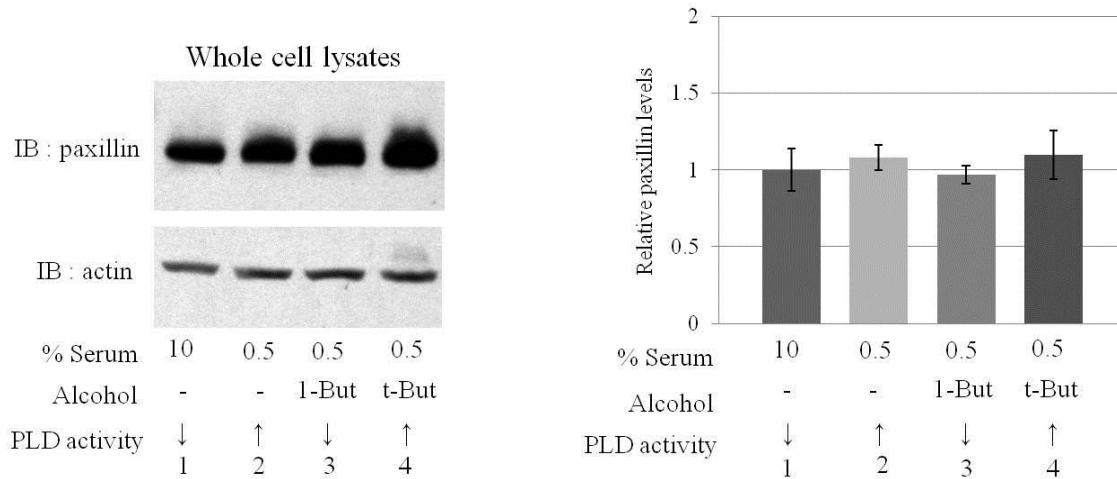 Whole cell lysates
IB : paxillin
IB : actin
% Serum 10 0.5 0.5 0.5
Alcohol - - 1-But t-But
PLD activity ↓ ↑ ↓ ↑
1 2 3 4
Relative paxillin levels
2
1.5
1
0.5
0
% Serum 10 0.5 0.5 0.5
Alcohol - - 1-But t-But
PLD activity ↓ ↑ ↓ ↑
1 2 3 4